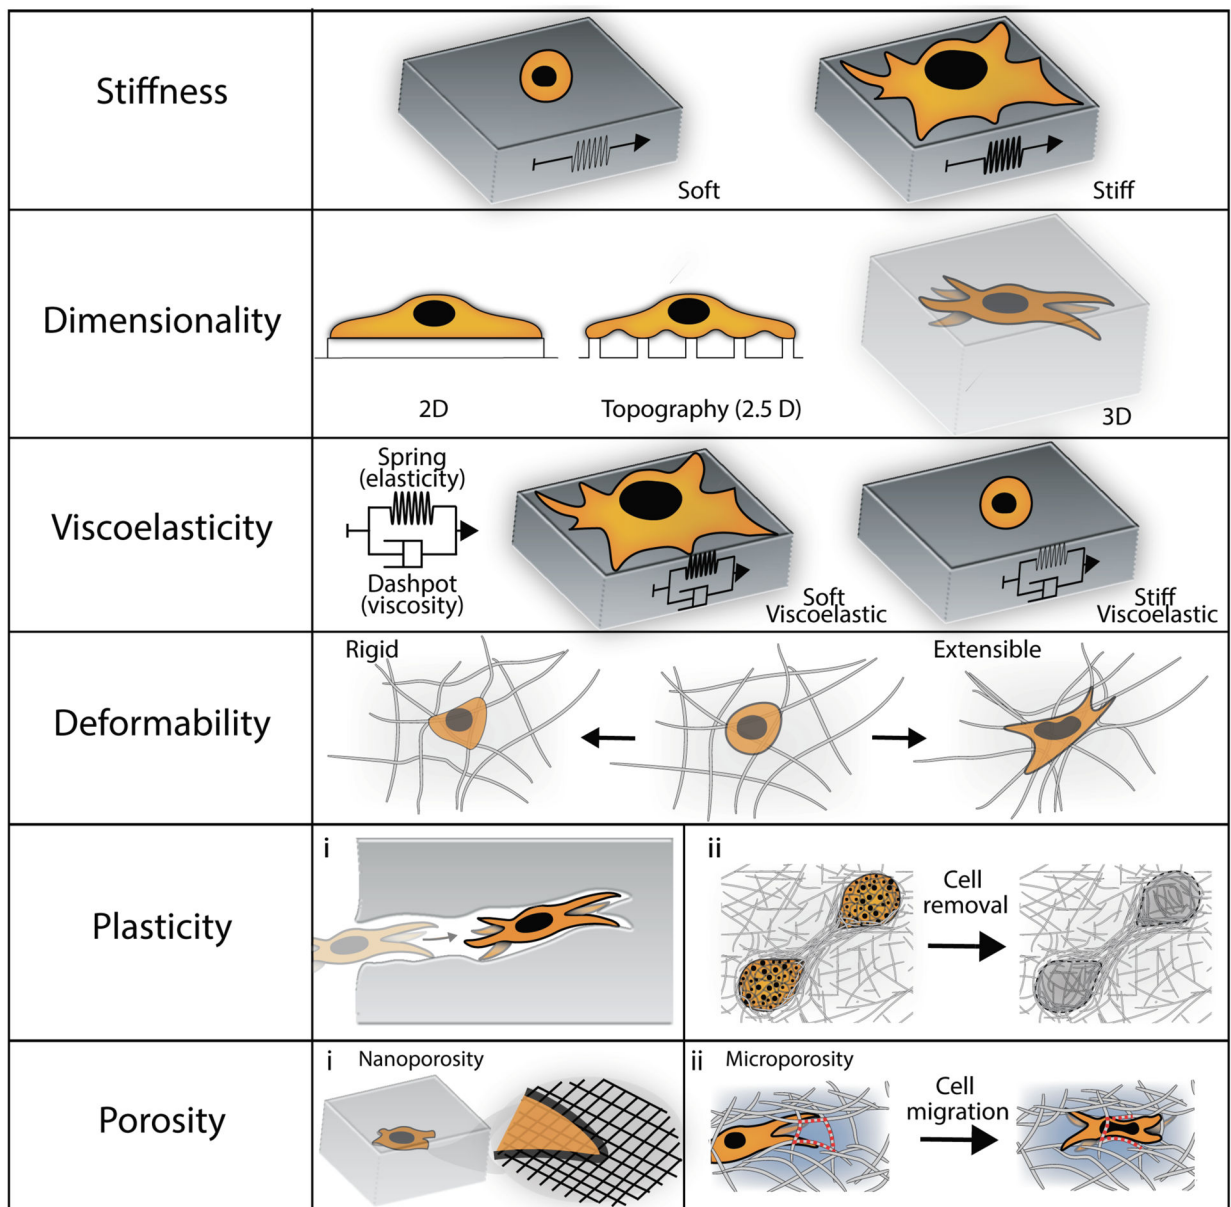 Stiffness
Soft
Stiff
Dimensionality
2D
Topography (2.5 D)
3D
Viscoelasticity
Spring
(elasticity)
Dashpot
(viscosity)
Soft
Viscoelastic
Stiff
Viscoelastic
Deformability
Rigid
Extensible
Plasticity
i
ii
Cell
removal
Porosity
i Nanoporosity
ii Microporosity
Cell
migration